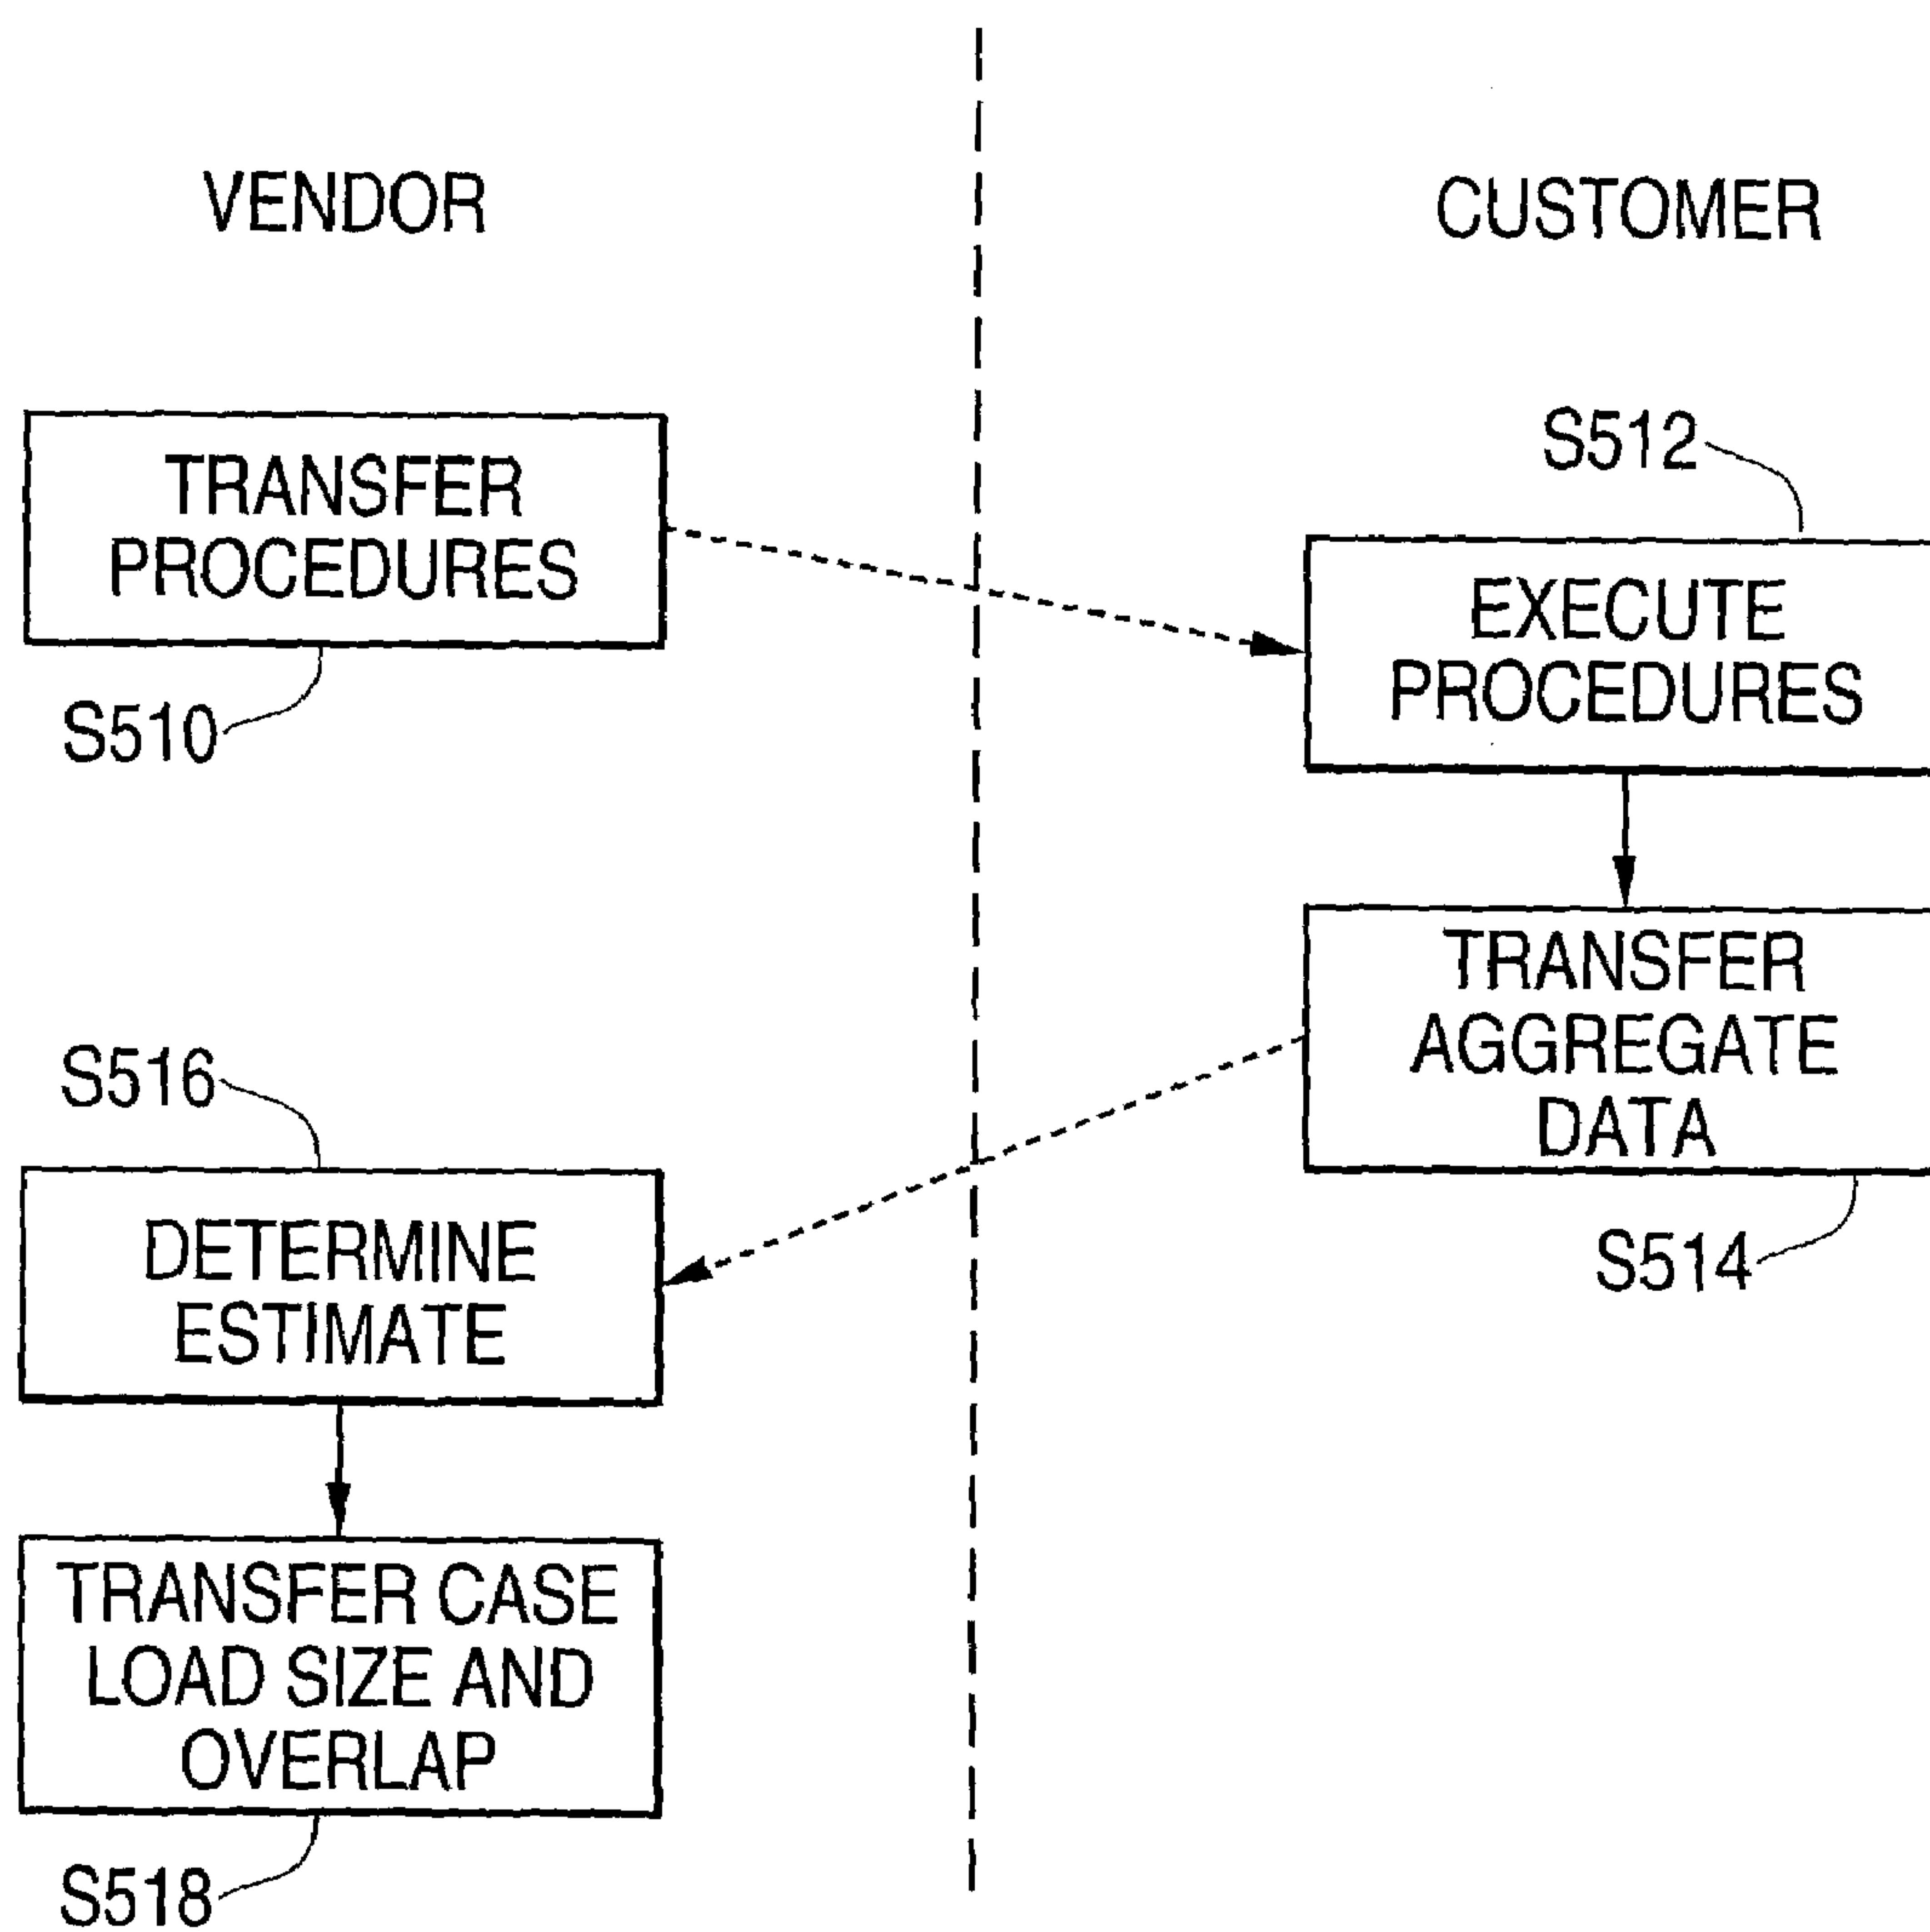 VENDOR
CUSTOMER
TRANSFER
PROCEDURES
S510
S512
EXECUTE
PROCEDURES
TRANSFER
AGGREGATE
DATA
S514
S516
DETERMINE
ESTIMATE
TRANSFER CASE
LOAD SIZE AND
OVERLAP
S518